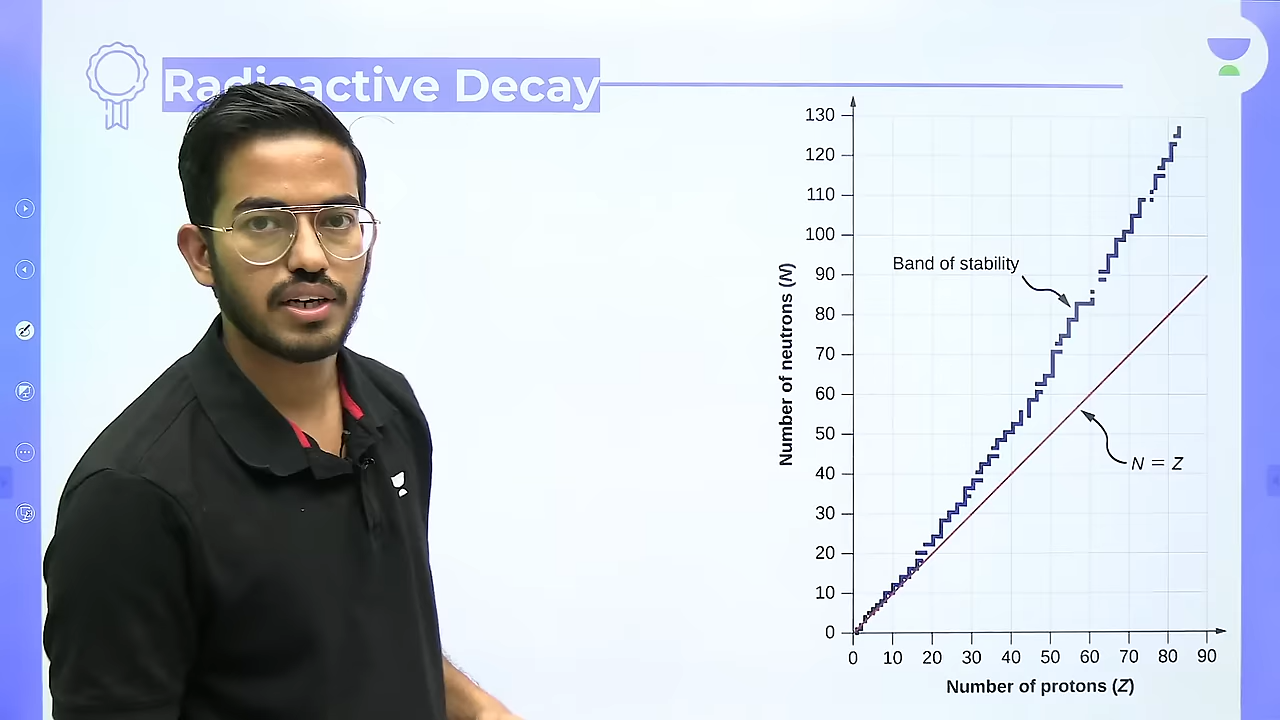 Radioactive Decay
130
120
110
100
90
80
70
60
50
40
30
20
10
0
Number of neutrons (N)
Band of stability
N = Z
0 10 20 30 40 50 60 70 80 90
Number of protons (Z)